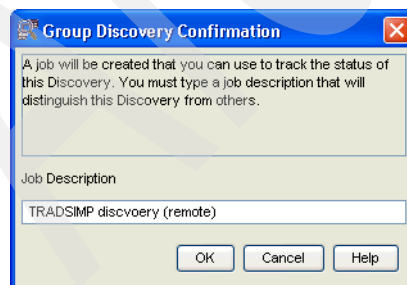 Group Discovery Confirmation
A job will be created that you can use to track the status of
this Discovery. You must type a job description that will
distinguish this Discovery from others.
Job Description
TRADSIMP discvoery (remote)
OK Cancel Help